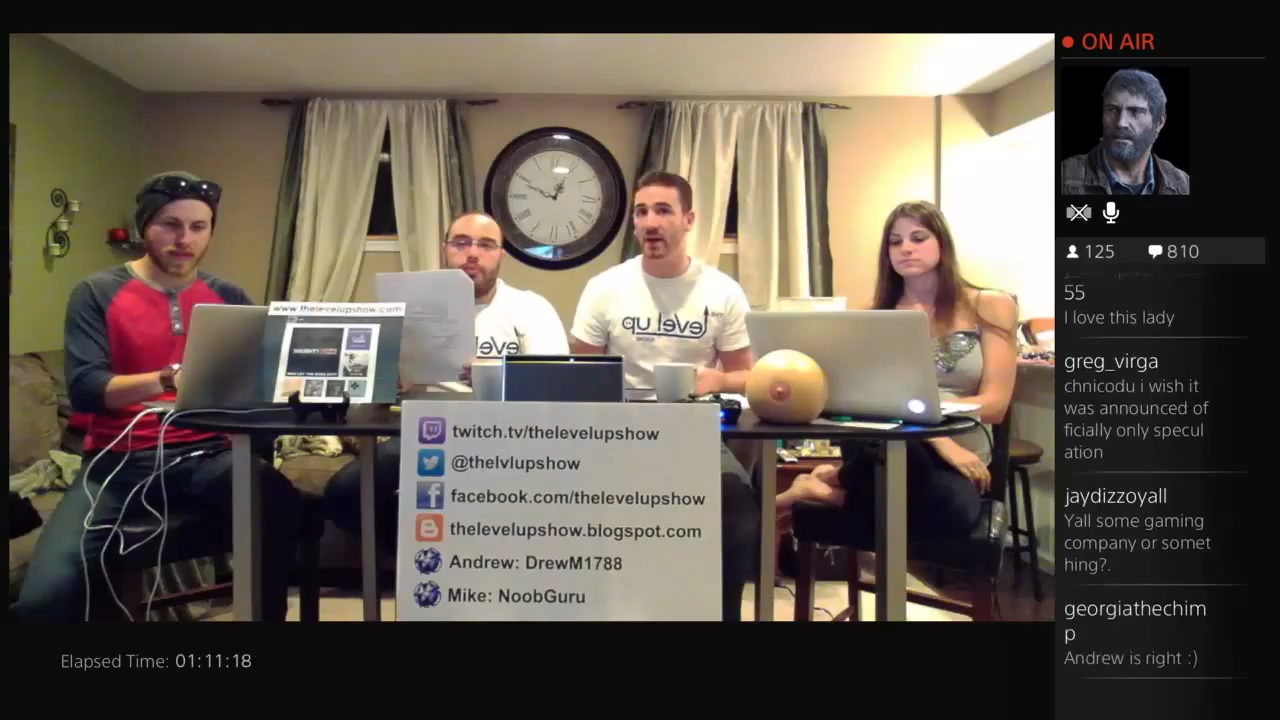 ON AIR
125
810
55
I love this lady
greg_virga
chnicodu i wish it
was announced of
ficially only specul
ation
jaydizzoyall
Yall some gaming
company or somet
hing?.
georgiathechim
p
Andrew is right :)
www.thelevelupshow.com
level up
level
twitch.tv/thelevelupshow
@thelvlupshow
facebook.com/thelevelupshow
thelevelupshow.blogspot.com
Andrew: DrewM1788
Mike: NoobGuru
Elapsed Time: 01:11:18